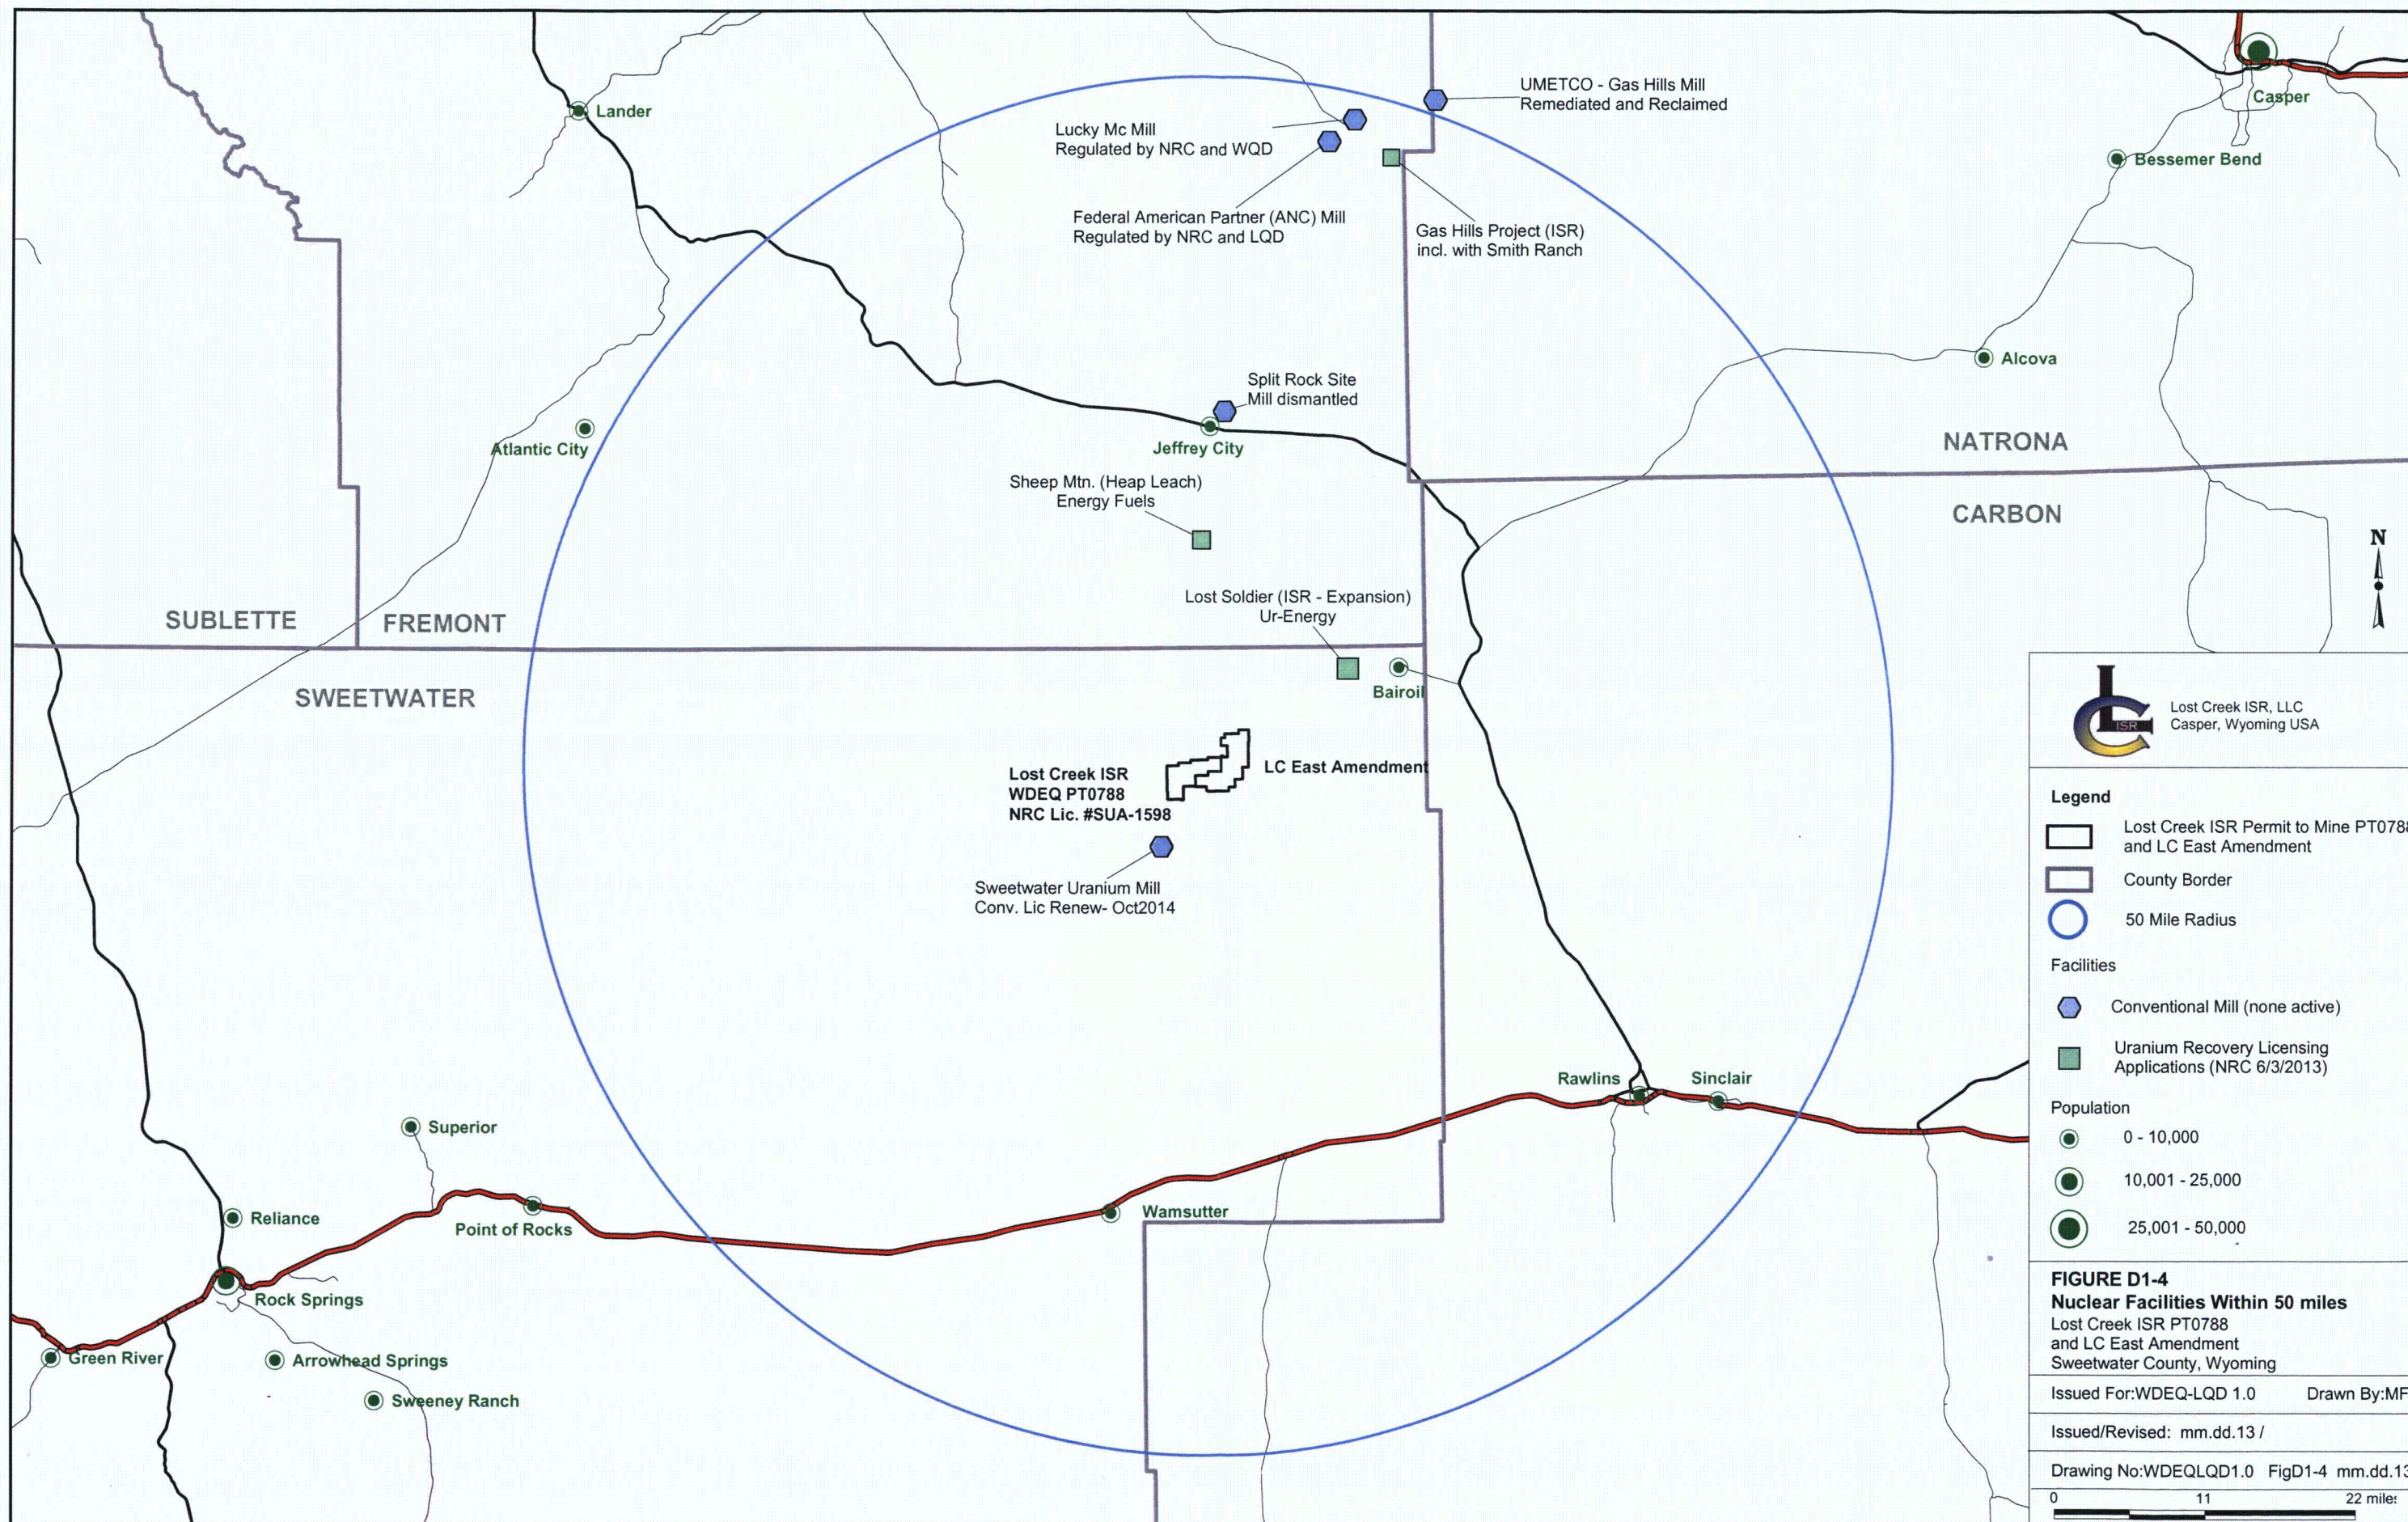 Lander
Lucky Mc Mill
Regulated by NRC and WQD
UMETCO - Gas Hills Mill
Remediated and Reclaimed
Casper
Bessemer Bend
Federal American Partner (ANC) Mill
Regulated by NRC and LQD
Gas Hills Project (ISR)
incl. with Smith Ranch
Alcova
Split Rock Site
Mill dismantled
Atlantic City
Jeffrey City
NATRONA
Sheep Mtn. (Heap Leach)
Energy Fuels
CARBON
N
Lost Soldier (ISR - Expansion)
Ur-Energy
SUBLETTE
FREMONT
SWEETWATER
Bairoil
LC East Amendment
Lost Creek ISR
WDEQ PT0788
NRC Lic. #SUA-1598
Sweetwater Uranium Mill
Conv. Lic Renew- Oct2014
Rawlins
Sinclair
Superior
Reliance
Point of Rocks
Wamsutter
Rock Springs
Green River
Arrowhead Springs
Sweeney Ranch
LC
ISR
Lost Creek ISR, LLC
Casper, Wyoming USA
Legend
Lost Creek ISR Permit to Mine PT0788
and LC East Amendment
County Border
50 Mile Radius
Facilities
Conventional Mill (none active)
Uranium Recovery Licensing
Applications (NRC 6/3/2013)
Population
0 - 10,000
10,001 - 25,000
25,001 - 50,000
FIGURE D1-4
Nuclear Facilities Within 50 miles
Lost Creek ISR PT0788
and LC East Amendment
Sweetwater County, Wyoming
Issued For:WDEQ-LQD 1.0 Drawn By:MF
Issued/Revised: mm.dd.13 /
Drawing No:WDEQLQD1.0 FigD1-4 mm.dd.13
0 11 22 miles